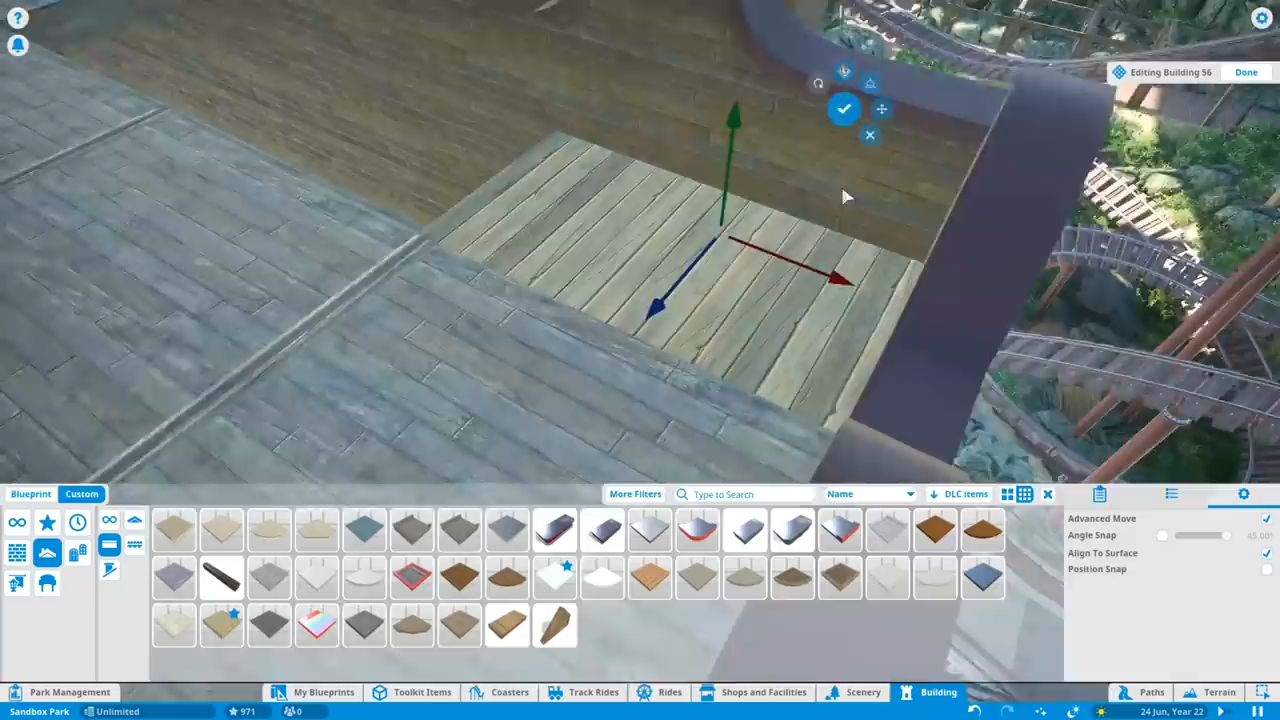 ?
Editing Building 56 Done
Blueprint Custom
More Filters Type to Search Name DLC items
Advanced Move
Angle Snap 45.00°
Align To Surface
Position Snap
Park Management My Blueprints Toolkit Items Coasters Track Rides Rides Shops and Facilities Scenery Building Paths Terrain
Sandbox Park Unlimited 971 0 24 Jun, Year 22